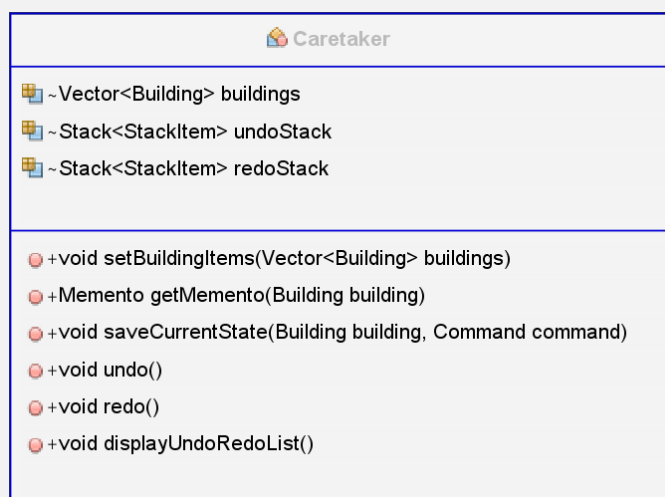 Caretaker
~Vector<Building> buildings
~Stack<StackItem> undoStack
~Stack<StackItem> redoStack
+void setBuildingItems(Vector<Building> buildings)
+Memento getMemento(Building building)
+void saveCurrentState(Building building, Command command)
+void undo()
+void redo()
+void displayUndoRedoList()